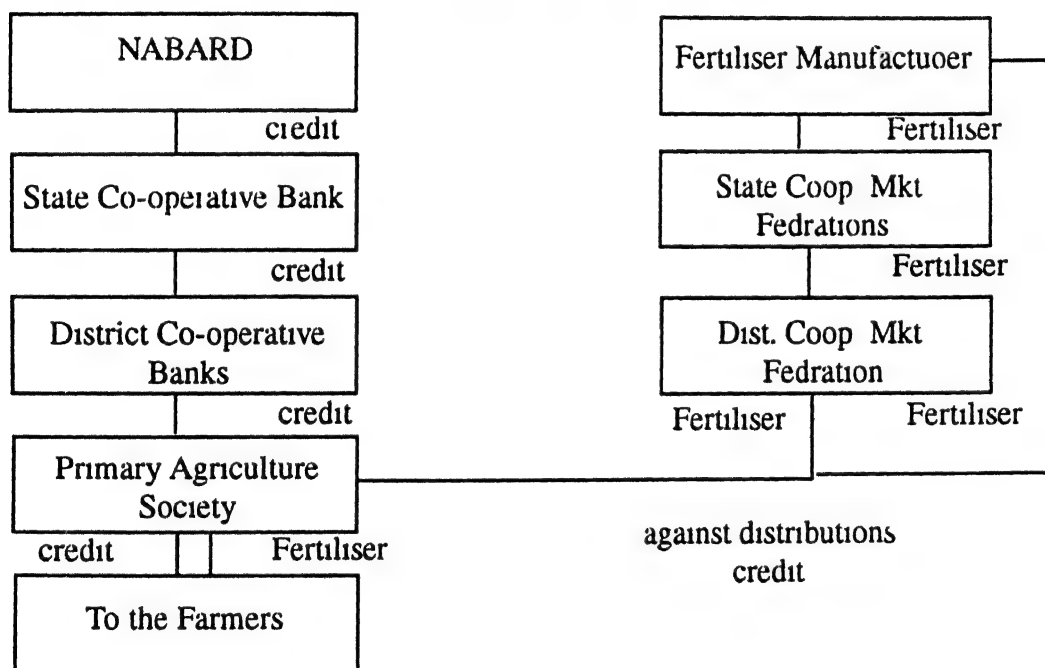 NABARD
credit
State Co-operative Bank
credit
District Co-operative
Banks
credit
Primary Agriculture
Society
credit
Fertiliser
To the Farmers
Fertiliser Manufactuoer
Fertiliser
State Coop Mkt
Fedrations
Fertiliser
Dist. Coop Mkt
Fedration
Fertiliser
Fertiliser
against distributions
credit